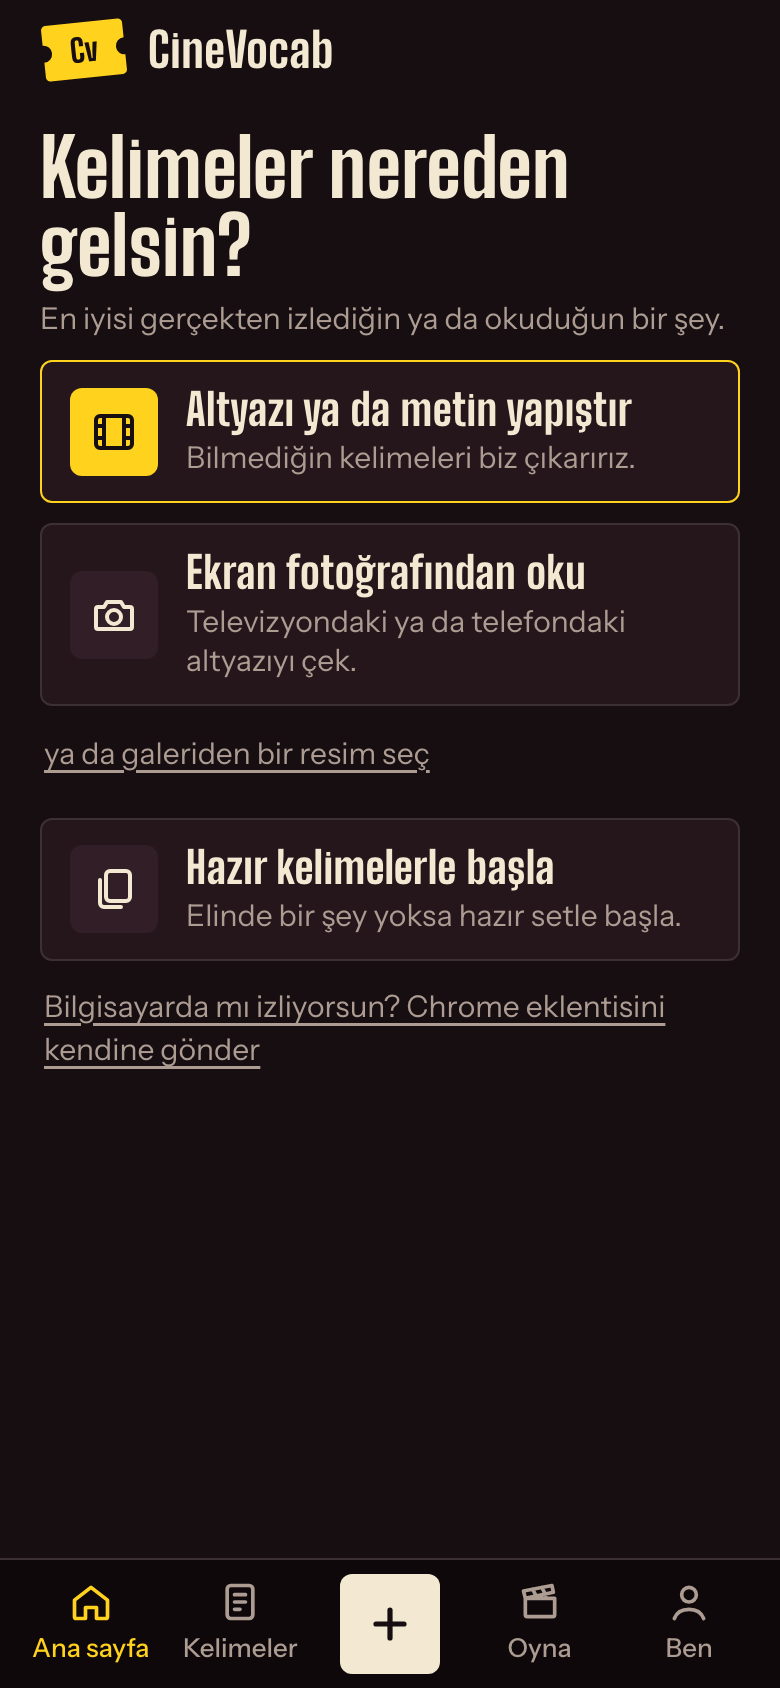 Cv CineVocab
Kelimeler nereden
gelsin?
En iyisi gerçekten izlediğin ya da okuduğun bir şey.
Altyazı ya da metin yapıştır
Bilmediğin kelimeleri biz çıkarırız.
Ekran fotoğrafından oku
Televizyondaki ya da telefondaki
altyazıyı çek.
ya da galeriden bir resim seç
Hazır kelimelerle başla
Elinde bir şey yoksa hazır setle başla.
Bilgisayarda mı izliyorsun? Chrome eklentisini
kendine gönder
Ana sayfa Kelimeler Oyna Ben